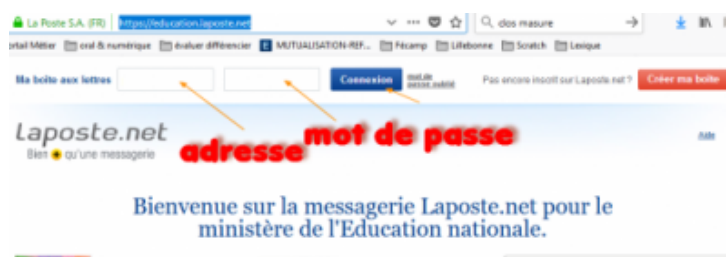 La Poste S.A. (FR) https://education.laposte.net dos masure
ortail Métier oral & numérique évaluer différencier MUTUALISATION-REF... Fécamp Lillebonne Scratch Lexique
Ma boîte aux lettres Connexion mot de passe oublié Pas encore inscrit sur Laposte.net ? Créer ma boîte
Laposte.net
Bien qu'une messagerie
adresse mot de passe
Aide
Bienvenue sur la messagerie Laposte.net pour le
ministère de l'Education nationale.